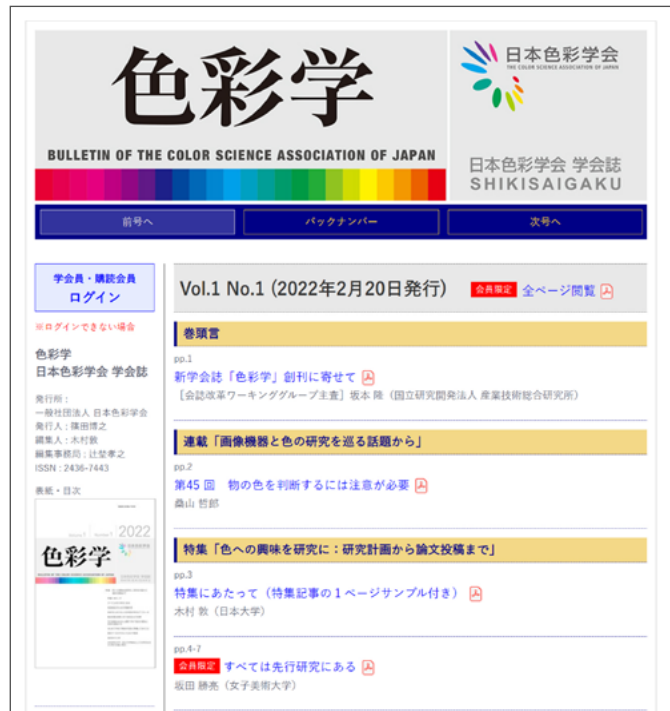 色彩学
BULLETIN OF THE COLOR SCIENCE ASSOCIATION OF JAPAN
日本色彩学会
THE COLOR SCIENCE ASSOCIATION OF JAPAN
日本色彩学会 学会誌
SHIKISAIGAKU
前号へ
バックナンバー
次号へ
学会員・購読会員
ログイン
※ログインできない場合
色彩学
日本色彩学会 学会誌
発行所：
一般社団法人 日本色彩学会
発行人：篠田博之
編集人：木村敦
編集事務局：辻埜孝之
ISSN : 2436-7443
表紙・目次
2022
色彩学
Vol.1 No.1 (2022年2月20日発行)
会員限定 全ページ閲覧
巻頭言
pp.1
新学会誌「色彩学」創刊に寄せて
［会誌改革ワーキンググループ主査］坂本 隆（国立研究開発法人 産業技術総合研究所）
連載「画像機器と色の研究を巡る話題から」
pp.2
第45 回　物の色を判断するには注意が必要
桑山 哲郎
特集「色への興味を研究に：研究計画から論文投稿まで」
pp.3
特集にあたって（特集記事の１ページサンプル付き）
木村 敦（日本大学）
pp.4-7
会員限定 すべては先行研究にある
坂田 勝亮（女子美術大学）